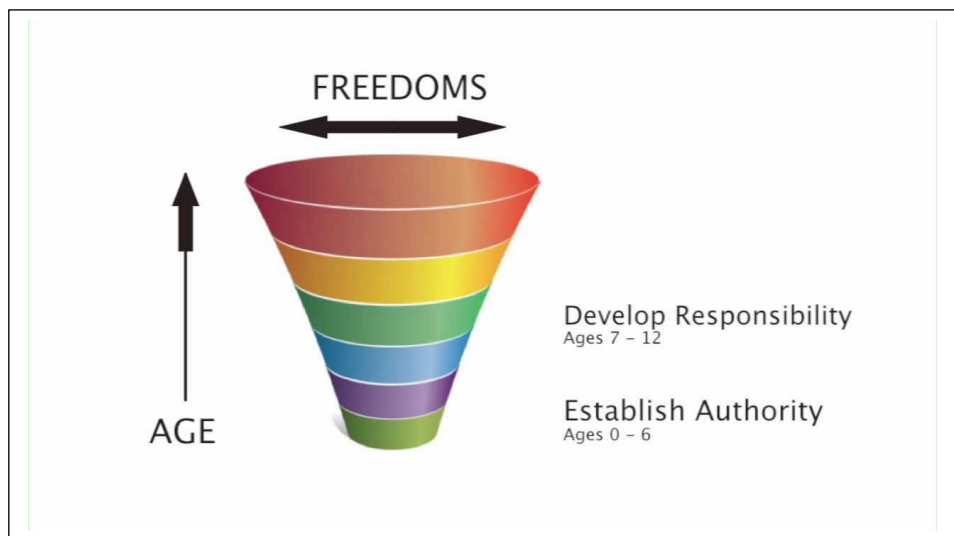 FREEDOMS
Develop Responsibility
Ages 7 – 12
Establish Authority
Ages 0 – 6
AGE